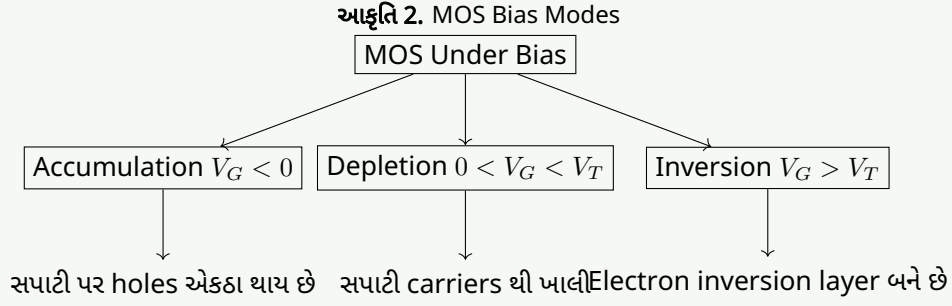 આકૃતિ 2. MOS Bias Modes
MOS Under Bias
Accumulation $V_G < 0$
Depletion $0 < V_G < V_T$
Inversion $V_G > V_T$
સપાટી પર holes એકઠા થાય છે
સપાટી carriers થી ખાલી
Electron inversion layer બને છે